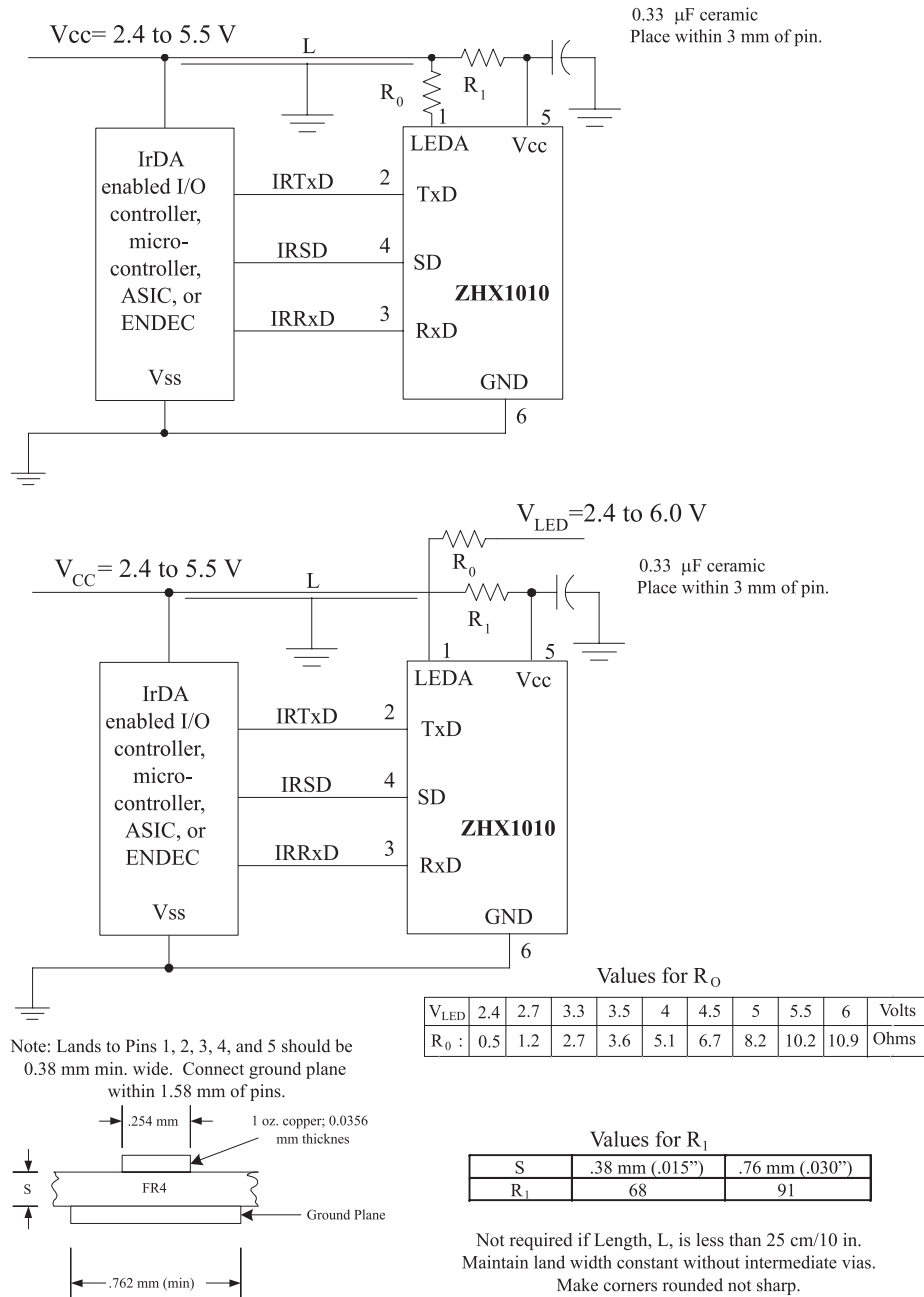 0.33 μF ceramic
Place within 3 mm of pin.
Vcc= 2.4 to 5.5 V
L
R1
R0
1
5
LEDA
Vcc
IrDA
enabled I/O
controller,
micro-
controller,
ASIC, or
ENDEC
Vss
IRTxD
2
TxD
IRSD
4
SD
ZHX1010
IRRxD
3
RxD
GND
6
VLED=2.4 to 6.0 V
R0
VCC= 2.4 to 5.5 V
L
0.33 μF ceramic
Place within 3 mm of pin.
R1
1
5
LEDA
Vcc
IrDA
enabled I/O
controller,
micro-
controller,
ASIC, or
ENDEC
Vss
IRTxD
2
TxD
IRSD
4
SD
ZHX1010
IRRxD
3
RxD
GND
6
Values for RO
VLED 2.4 2.7 3.3 3.5 4 4.5 5 5.5 6 Volts
R0 : 0.5 1.2 2.7 3.6 5.1 6.7 8.2 10.2 10.9 Ohms
Note: Lands to Pins 1, 2, 3, 4, and 5 should be
0.38 mm min. wide. Connect ground plane
within 1.58 mm of pins.
.254 mm
1 oz. copper; 0.0356
mm thicknes
S
FR4
Ground Plane
.762 mm (min)
Values for R1
S .38 mm (.015”) .76 mm (.030”)
R1 68 91
Not required if Length, L, is less than 25 cm/10 in.
Maintain land width constant without intermediate vias.
Make corners rounded not sharp.